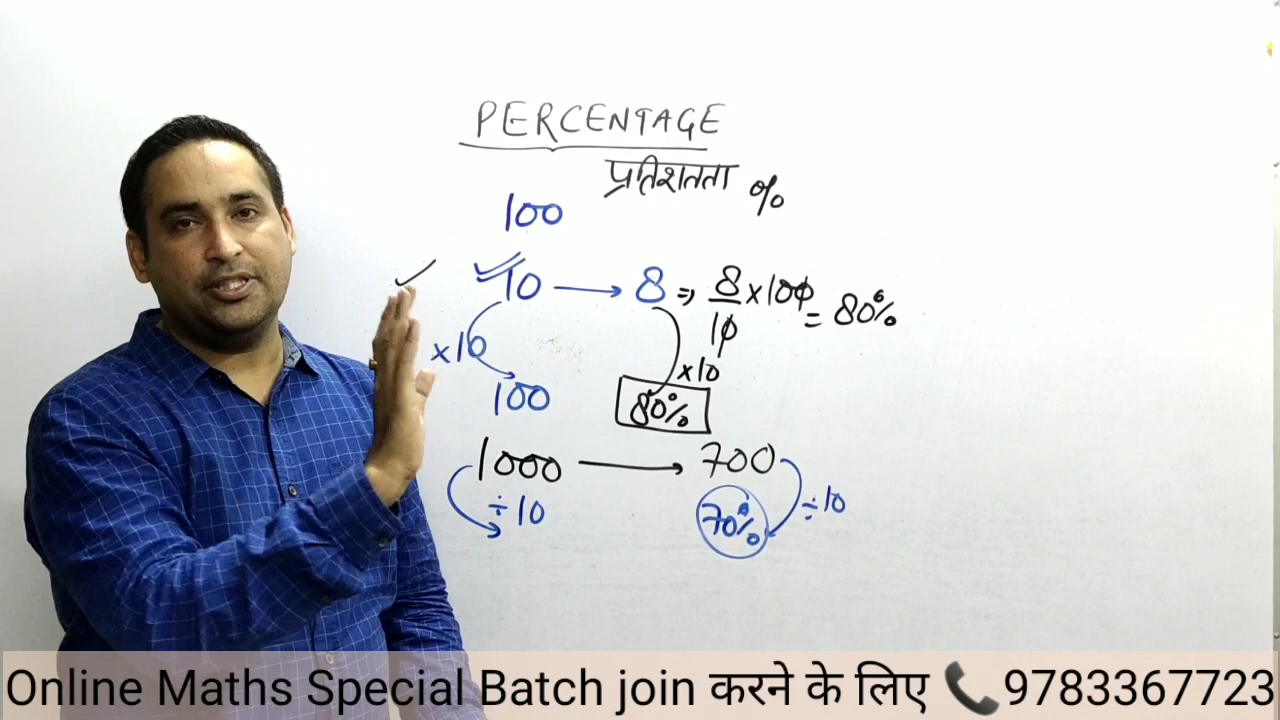 PERCENTAGE
प्रतिशतता %
100
10 → 8 ⇒ 8/10 × 100 = 80%
×10 ×10
100 80%
1000 → 700
÷10 70% ÷10
Online Maths Special Batch join करने के लिए 📞9783367723